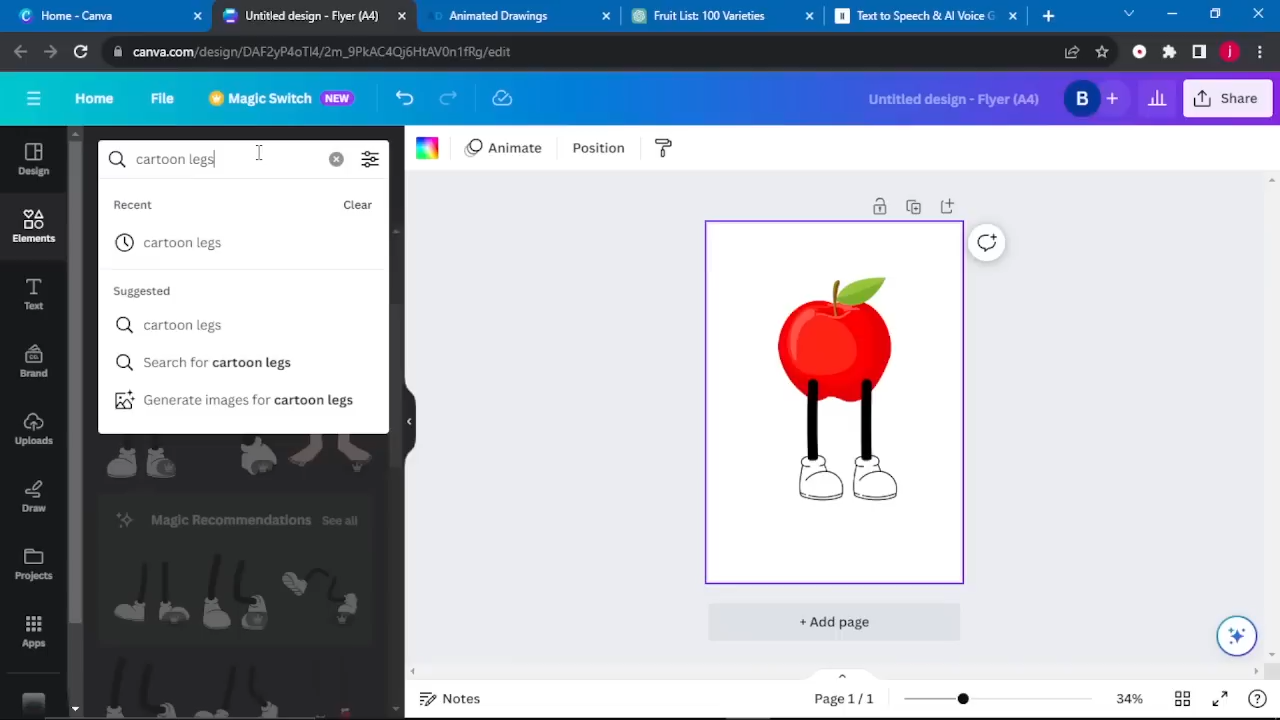 Home - Canva
Untitled design - Flyer (A4)
Animated Drawings
Fruit List: 100 Varieties
Text to Speech & AI Voice G
canva.com/design/DAF2yP4oTl4/2m_9PkAC4Qj6HtAV0n1fRg/edit
j
Home
File
Magic Switch
NEW
Untitled design - Flyer (A4)
B
Share
Design
Elements
Text
Brand
Uploads
Draw
Projects
Apps
cartoon legs
Recent
Clear
cartoon legs
Suggested
cartoon legs
Search for cartoon legs
Generate images for cartoon legs
Magic Recommendations
See all
Animate
Position
+ Add page
Notes
Page 1 / 1
34%